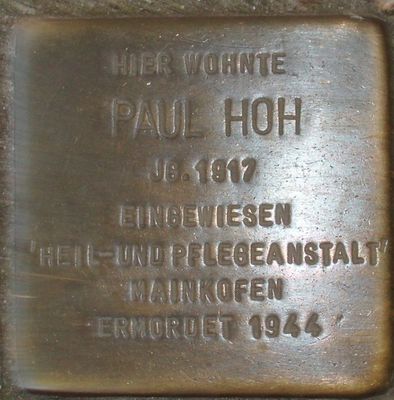 HIER WOHNTE
PAUL HOH
JG. 1917
EINGEWIESEN
'HEIL-UND PFLEGEANSTALT'
MAINKOFEN
ERMORDET 1944